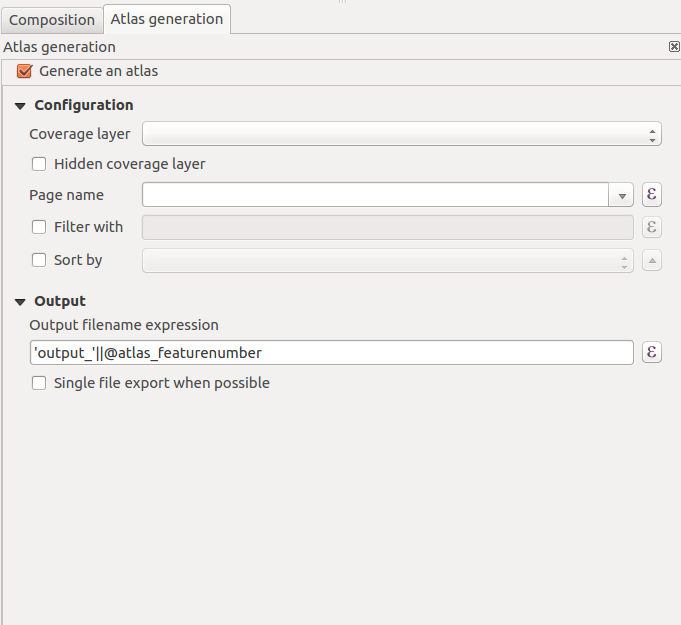 Composition Atlas generation
Atlas generation
Generate an atlas
Configuration
Coverage layer
Hidden coverage layer
Page name ε
Filter with ε
Sort by
Output
Output filename expression
'output_'||@atlas_featurenumber ε
Single file export when possible